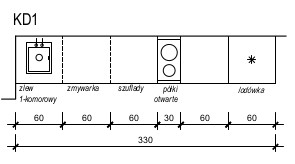 KD1
zlew zmywarka szuflady półki lodówka
1-komorowy otwarte
60 60 60 30 60 60
330